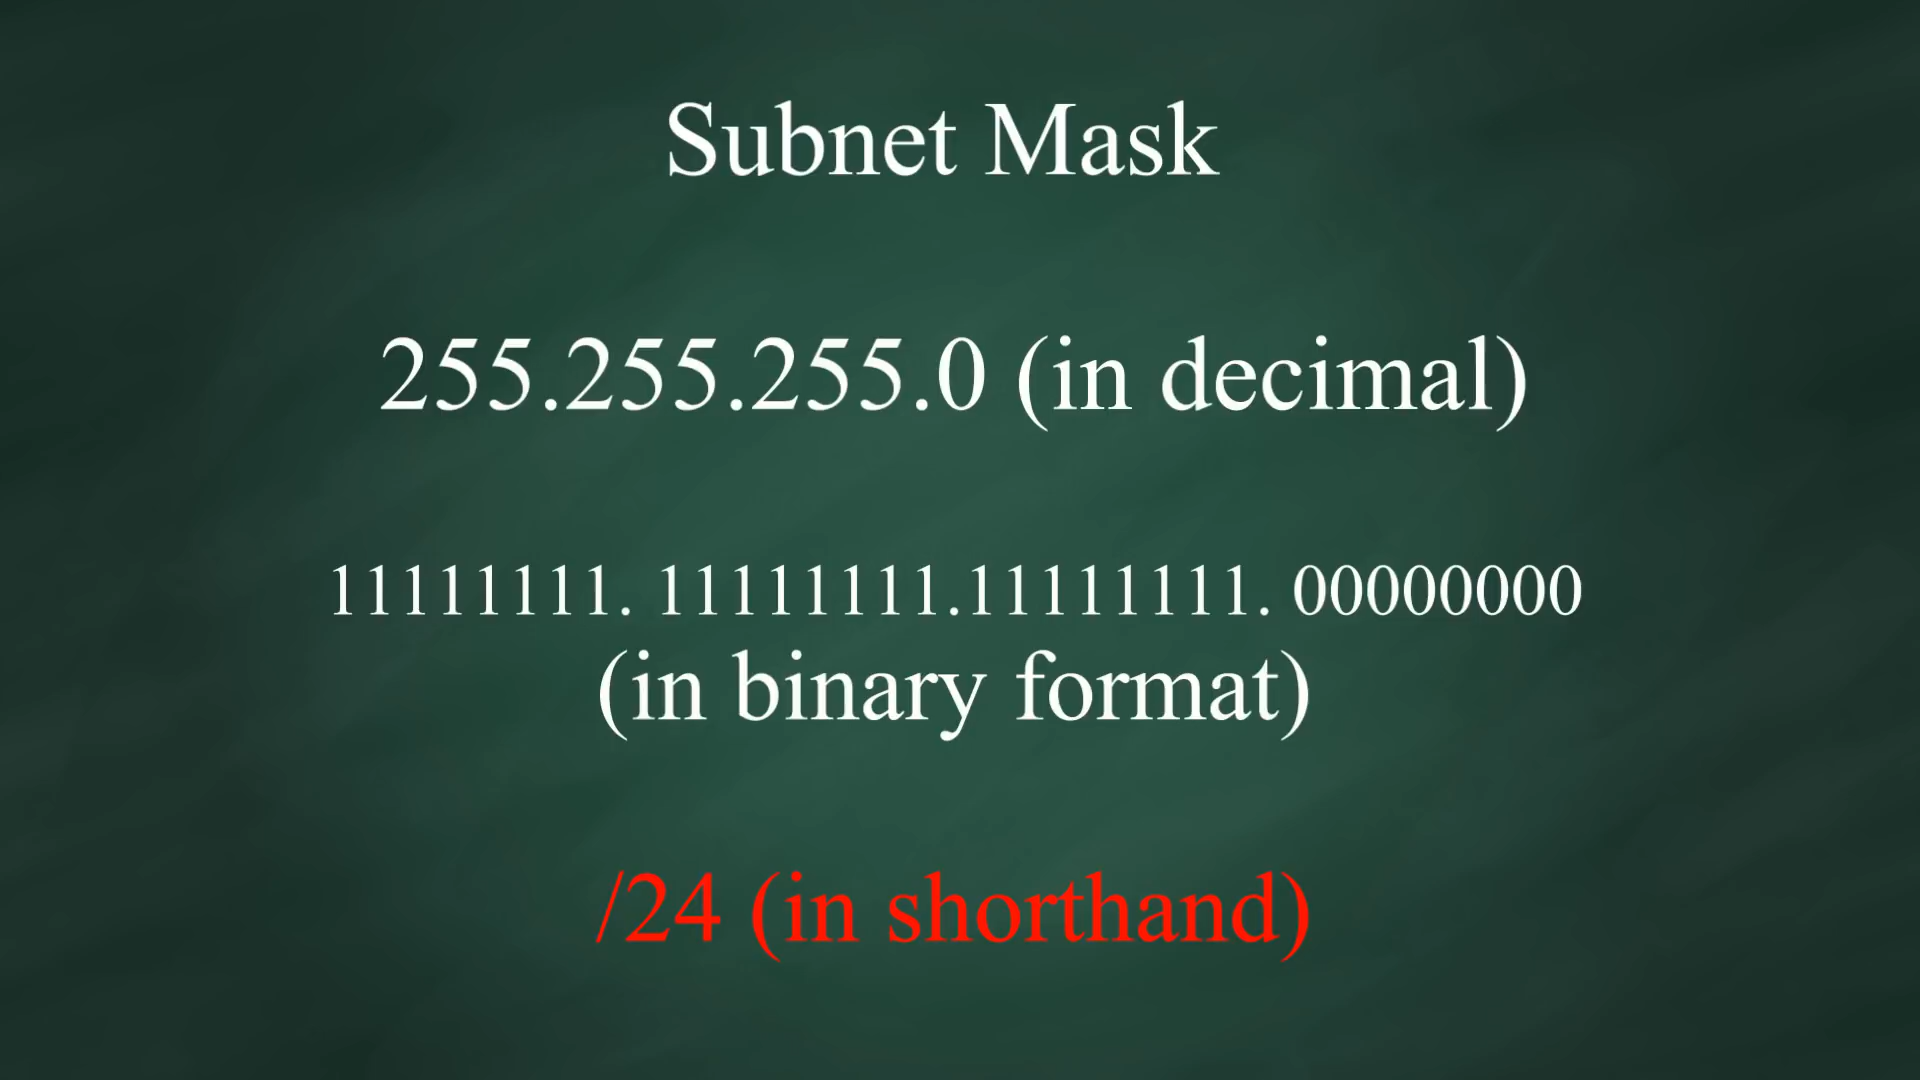 Subnet Mask
255.255.255.0 (in decimal)
11111111. 11111111.11111111. 00000000
(in binary format)
/24 (in shorthand)